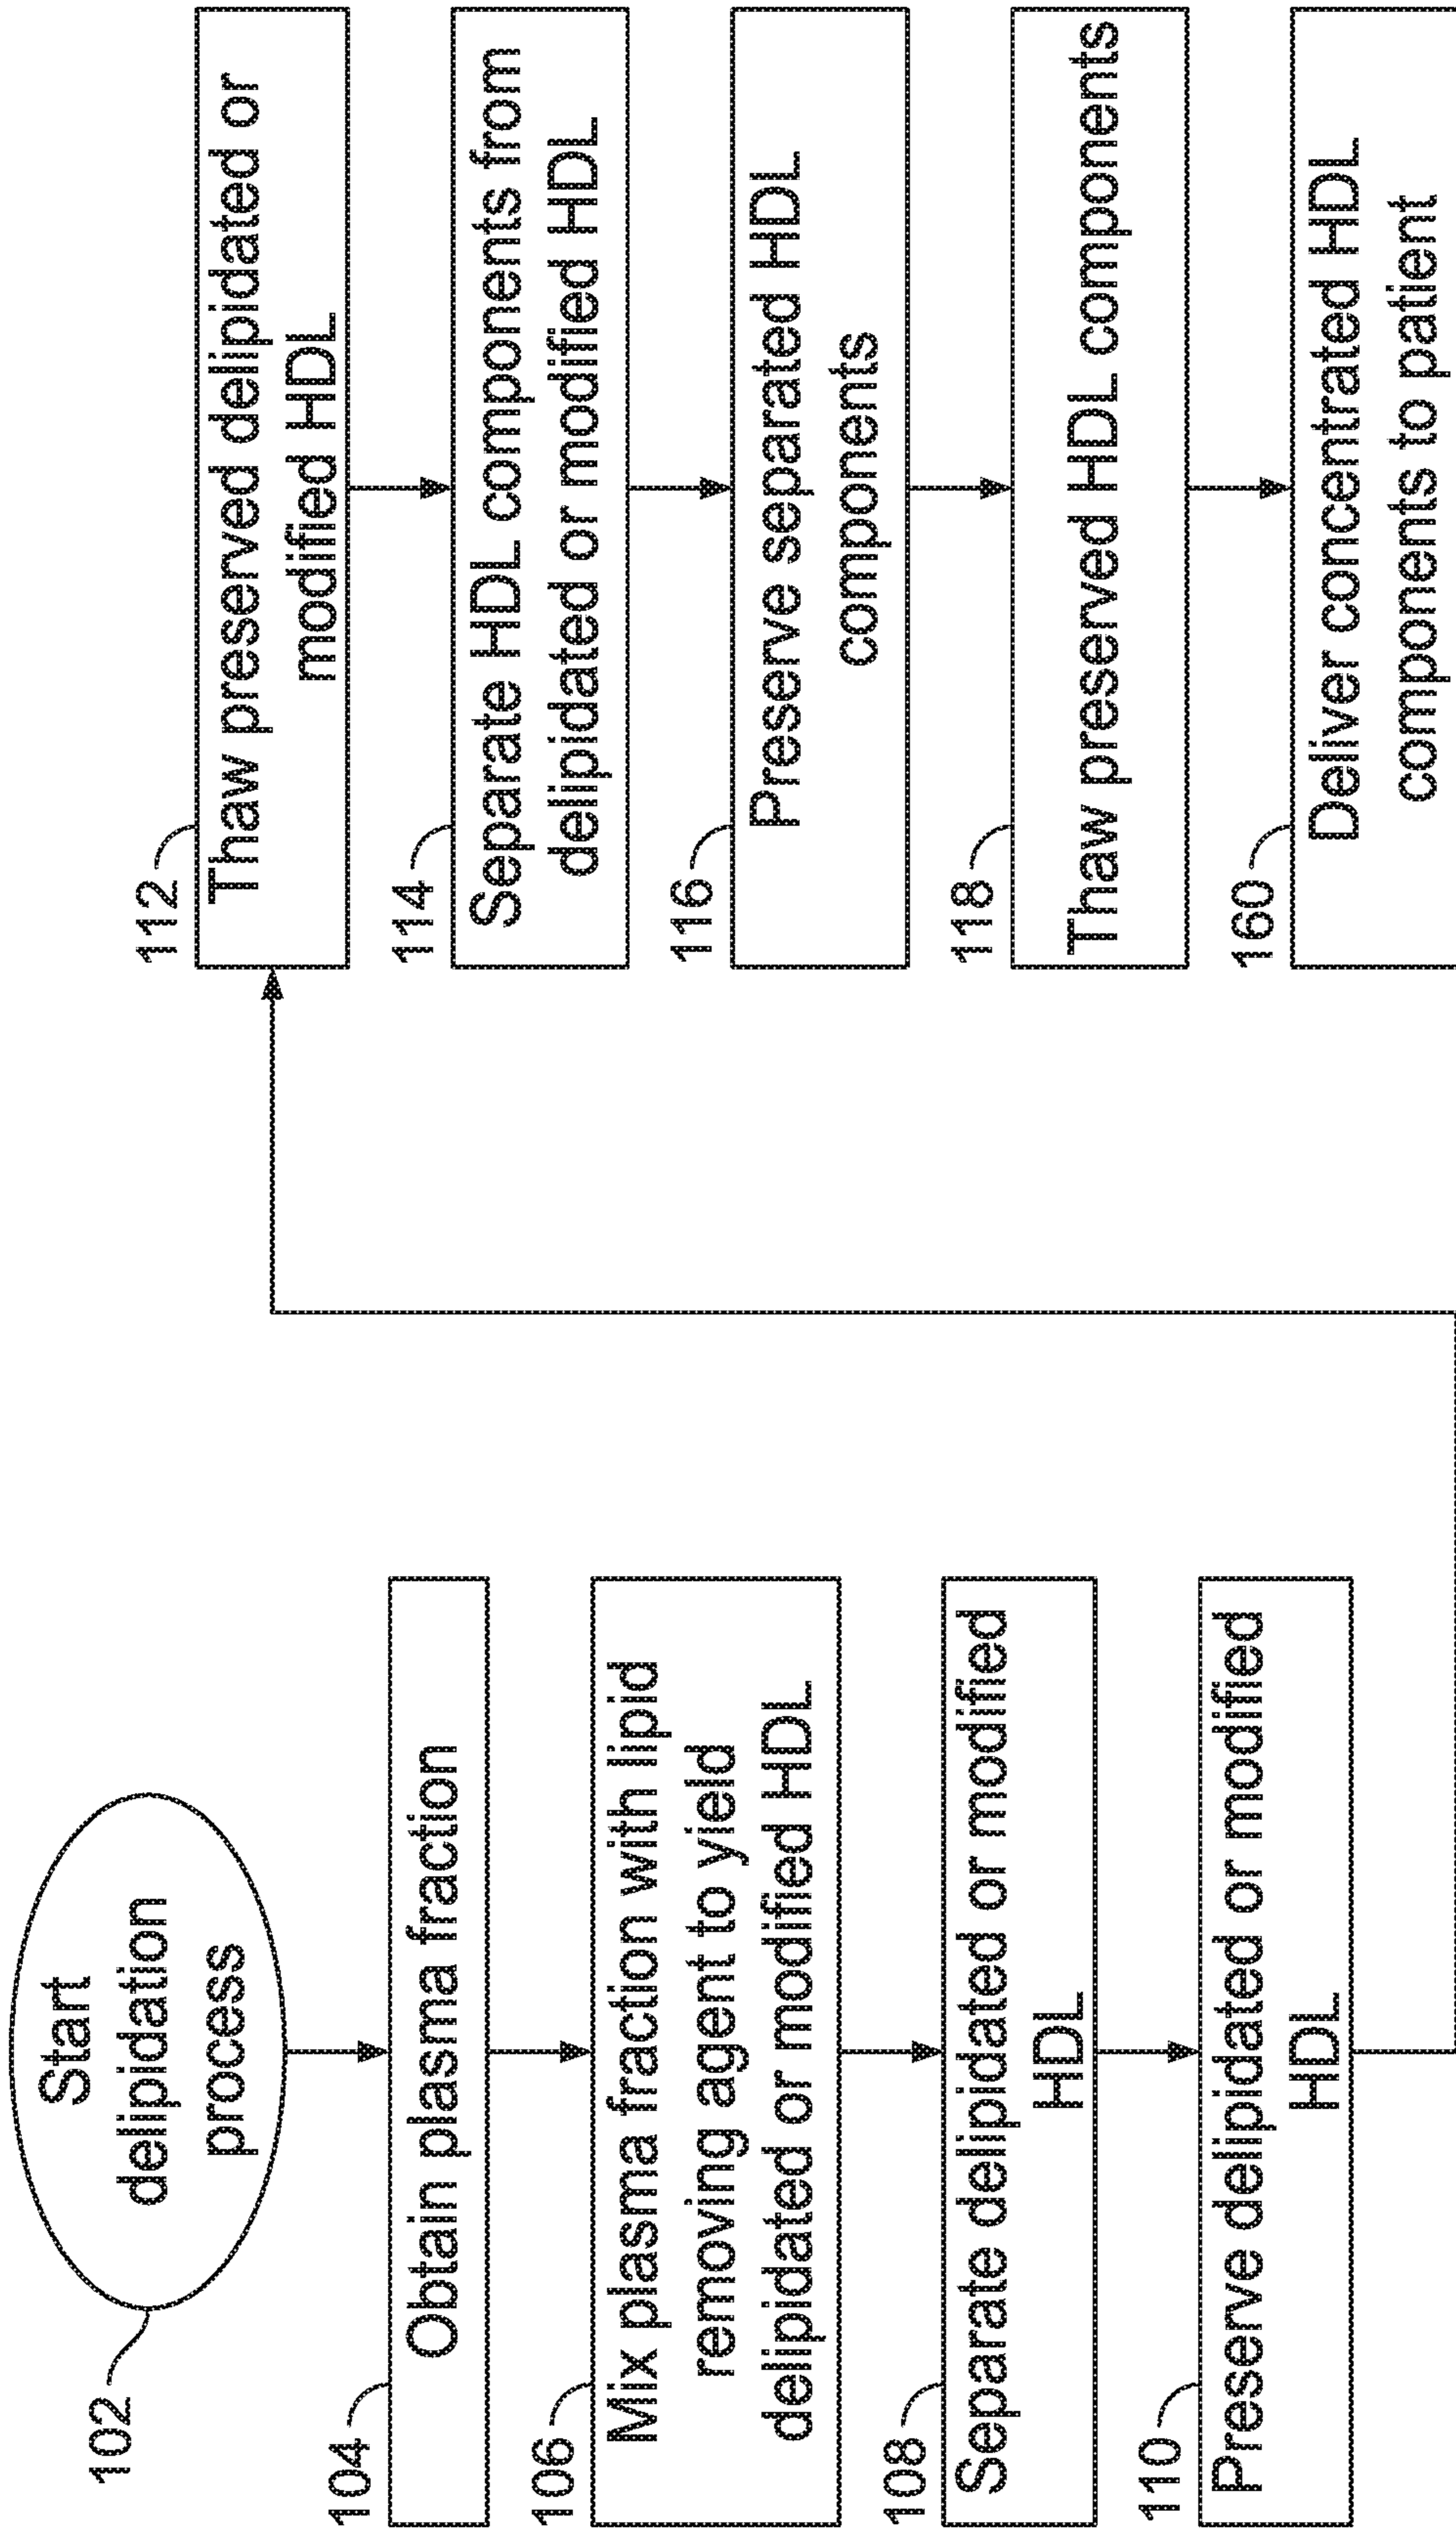 102
Start
delipidation
process
104
Obtain plasma fraction
106
Mix plasma fraction with lipid
removing agent to yield
delipidated or modified HDL
108
Separate delipidated or modified
HDL
110
Preserve delipidated or modified
HDL
112
Thaw preserved delipidated or
modified HDL
114
Separate HDL components from
delipidated or modified HDL
116
Preserve separated HDL
components
118
Thaw preserved HDL components
160
Deliver concentrated HDL
components to patient